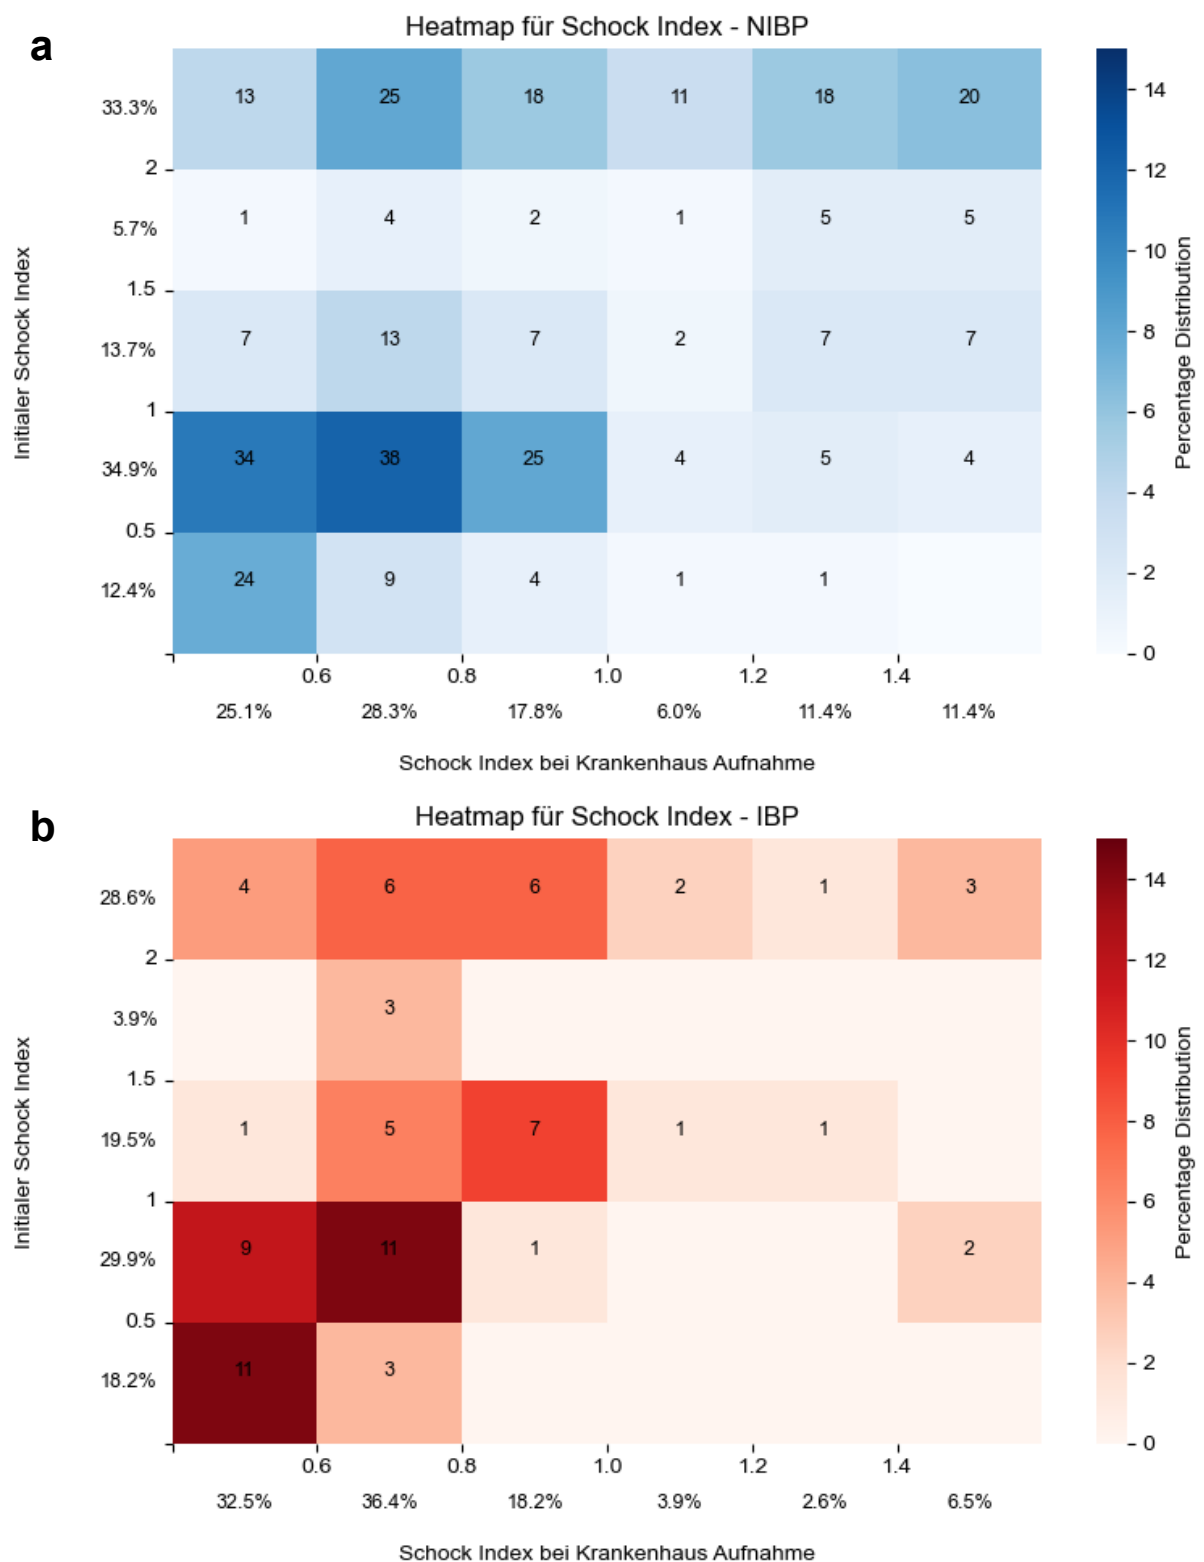 a
Heatmap für Schock Index - NIBP
33.3% 13 25 18 11 18 20
2
5.7% 1 4 2 1 5 5
1.5
13.7% 7 13 7 2 7 7
1
34.9% 34 38 25 4 5 4
0.5
12.4% 24 9 4 1 1
0.6 0.8 1.0 1.2 1.4
25.1% 28.3% 17.8% 6.0% 11.4% 11.4%
Schock Index bei Krankenhaus Aufnahme
Initialer Schock Index
14
12
10
8
6
4
2
0
Percentage Distribution
b
Heatmap für Schock Index - IBP
28.6% 4 6 6 2 1 3
2
3.9% 3
1.5
19.5% 1 5 7 1 1
1
29.9% 9 11 1 2
0.5
18.2% 11 3
0.6 0.8 1.0 1.2 1.4
32.5% 36.4% 18.2% 3.9% 2.6% 6.5%
Schock Index bei Krankenhaus Aufnahme
Initialer Schock Index
14
12
10
8
6
4
2
0
Percentage Distribution